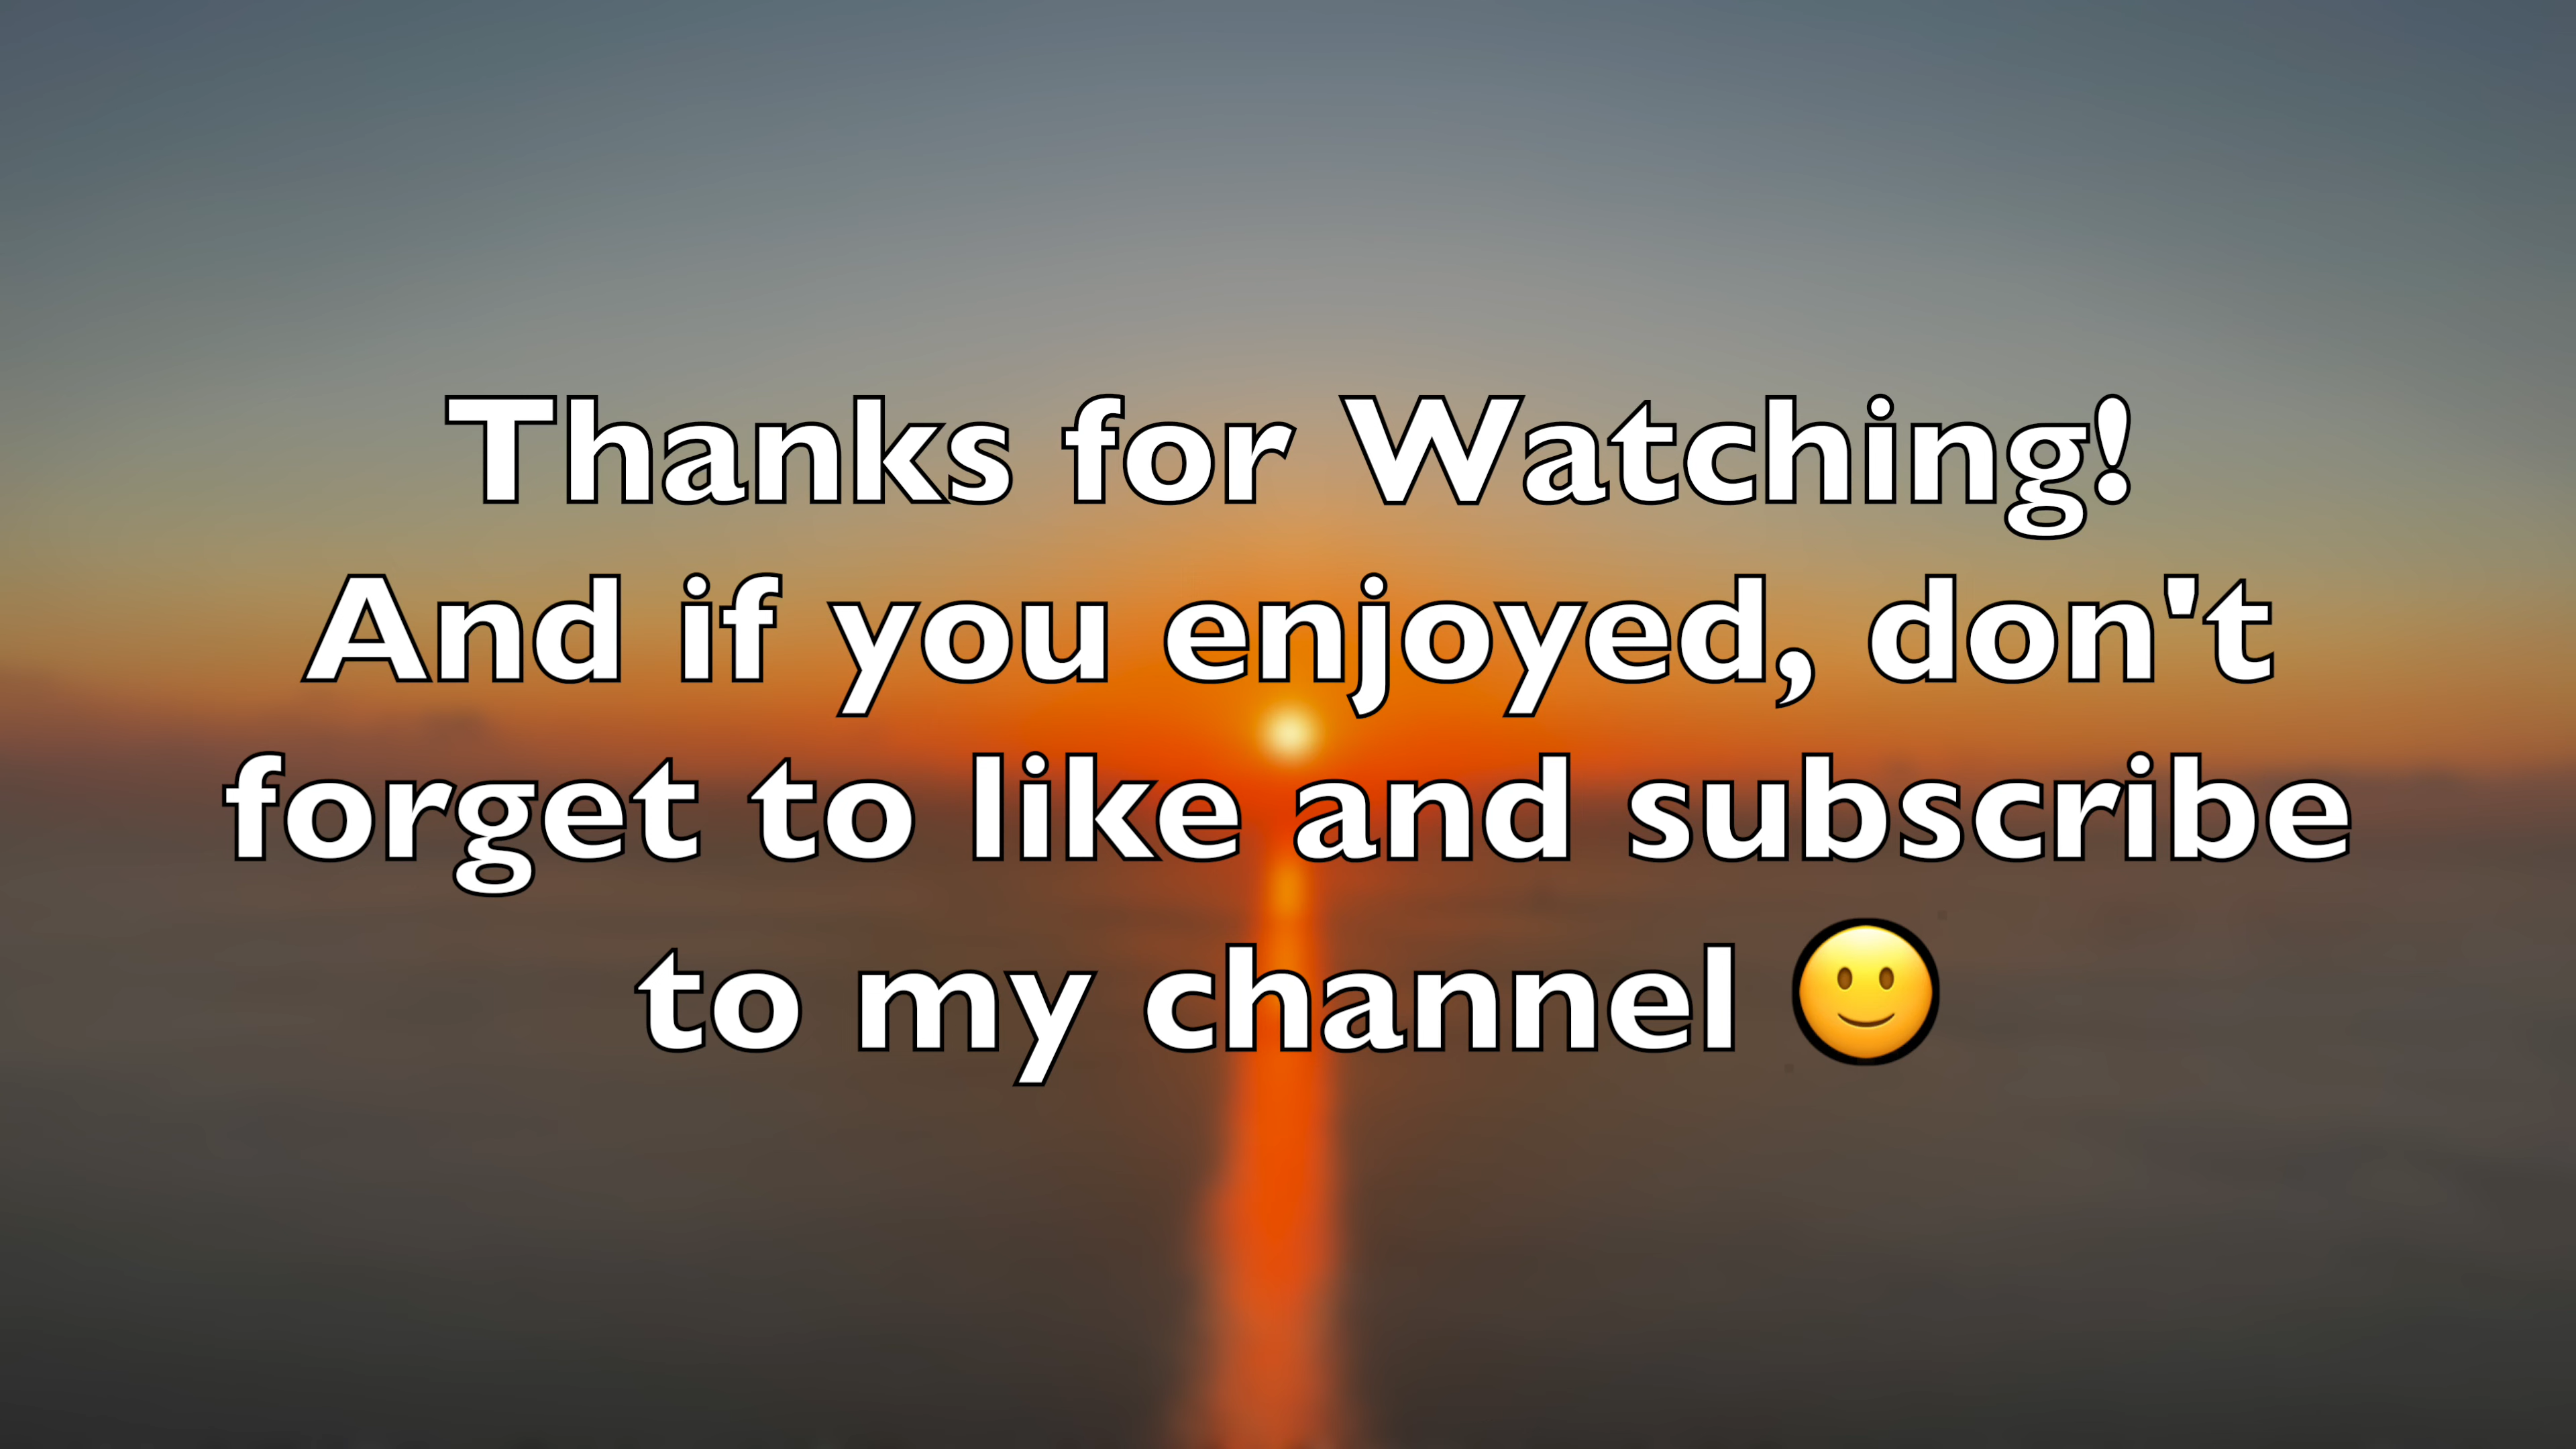 Thanks for Watching!
And if you enjoyed, don't
forget to like and subscribe
to my channel 🙂